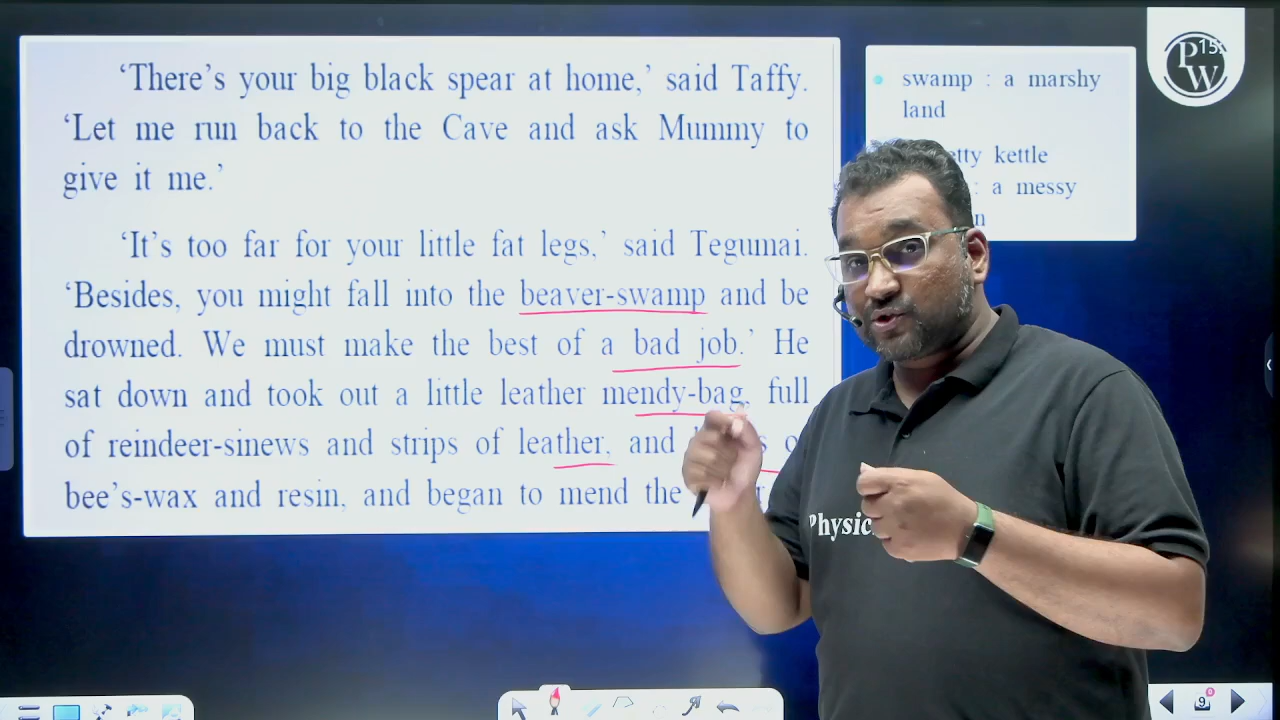 ‘There’s your big black spear at home,’ said Taffy.
‘Let me run back to the Cave and ask Mummy to
give it me.’
‘It’s too far for your little fat legs,’ said Tegumai.
‘Besides, you might fall into the beaver-swamp and be
drowned. We must make the best of a bad job.’ He
sat down and took out a little leather mendy-bag, full
of reindeer-sinews and strips of leather, and
bee’s-wax and resin, and began to mend the
swamp : a marshy
land
kettle
: a messy
PW
15
Physic
9